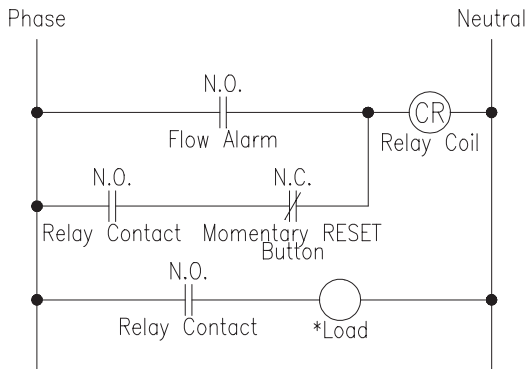 Phase
Neutral
N.O.
CR
Flow Alarm
Relay Coil
N.O.
N.C.
Relay Contact
Momentary RESET
Button
N.O.
Relay Contact
*Load